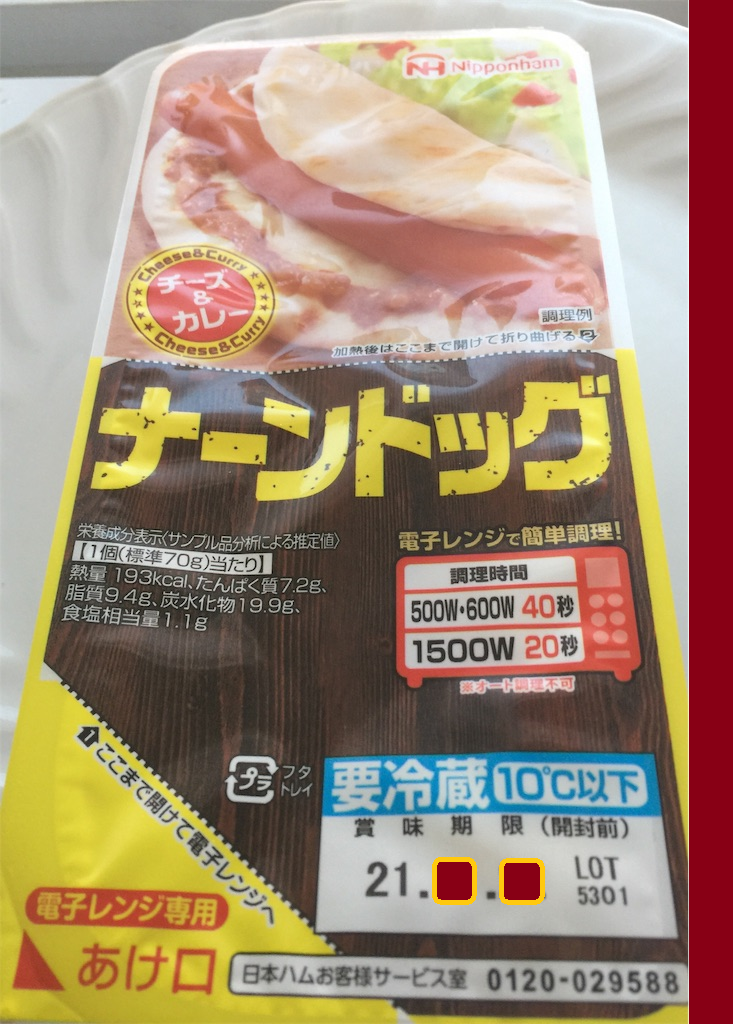 NH Nipponham
Cheese&Curry
チーズ
&
カレー
Cheese&Curry
調理例
加熱後はここまで開けて折り曲げる2
ナーンドッグ
栄養成分表示〈サンプル品分析による推定値〉
【1個(標準70g)当たり】
熱量 193kcal、たんぱく質7.2g、
脂質9.4g、炭水化物19.9g、
食塩相当量1.1g
電子レンジで簡単調理!
調理時間
500W・600W 40秒
1500W 20秒
※オート調理不可
1ここまで開けて電子レンジへ
プラ
フタ
トレイ
要冷蔵 10℃以下
賞味期限(開封前)
21. .
LOT
5301
電子レンジ専用
あけ口
日本ハムお客様サービス室 0120-029588